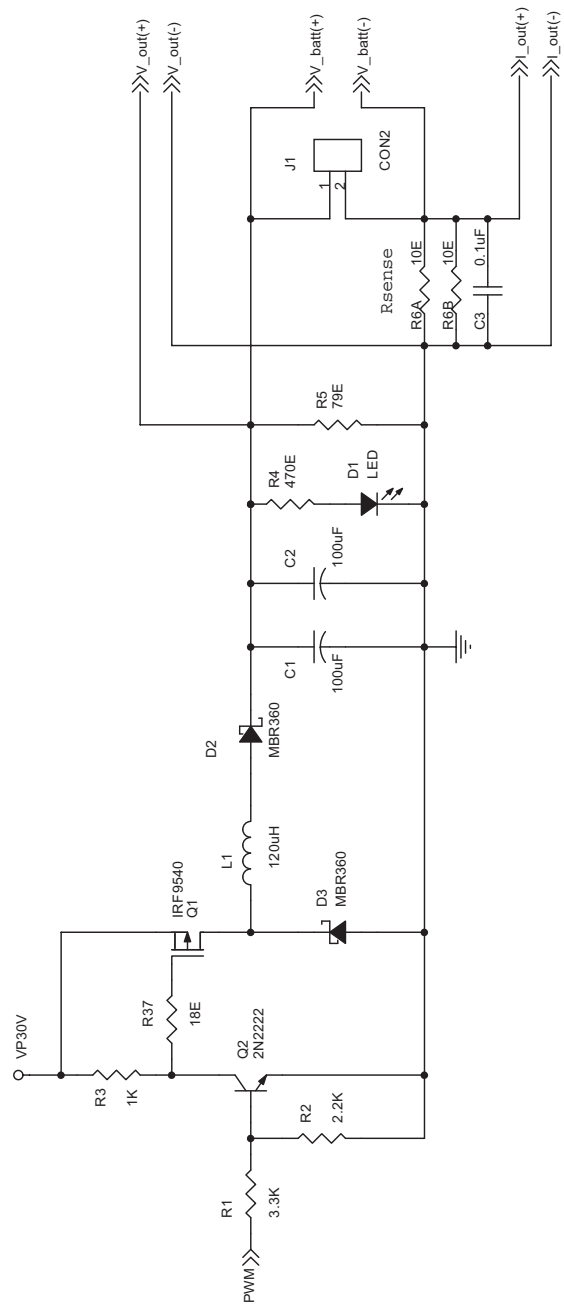 VP30V
R3
1K
R37
18E
IRF9540
Q1
Q2
2N2222
PWM
R1
3.3K
R2
2.2K
L1
120uH
D3
MBR360
D2
MBR360
C1
100uF
C2
100uF
R4
470E
D1
LED
R5
79E
Rsense
R6A
10E
R6B
10E
C3
0.1uF
J1
1
2
CON2
V_out(+)
V_out(-)
V_batt(+)
V_batt(-)
I_out(+)
I_out(-)